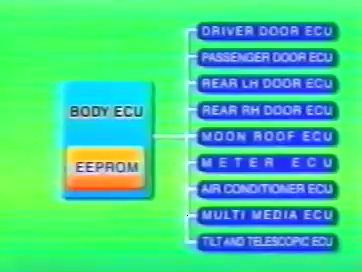 BODY ECU
EEPROM
DRIVER DOOR ECU
PASSENGER DOOR ECU
REAR LH DOOR ECU
REAR RH DOOR ECU
MOON ROOF ECU
METER ECU
AIR CONDITIONER ECU
MULTI MEDIA ECU
TILT AND TELESCOPIC ECU